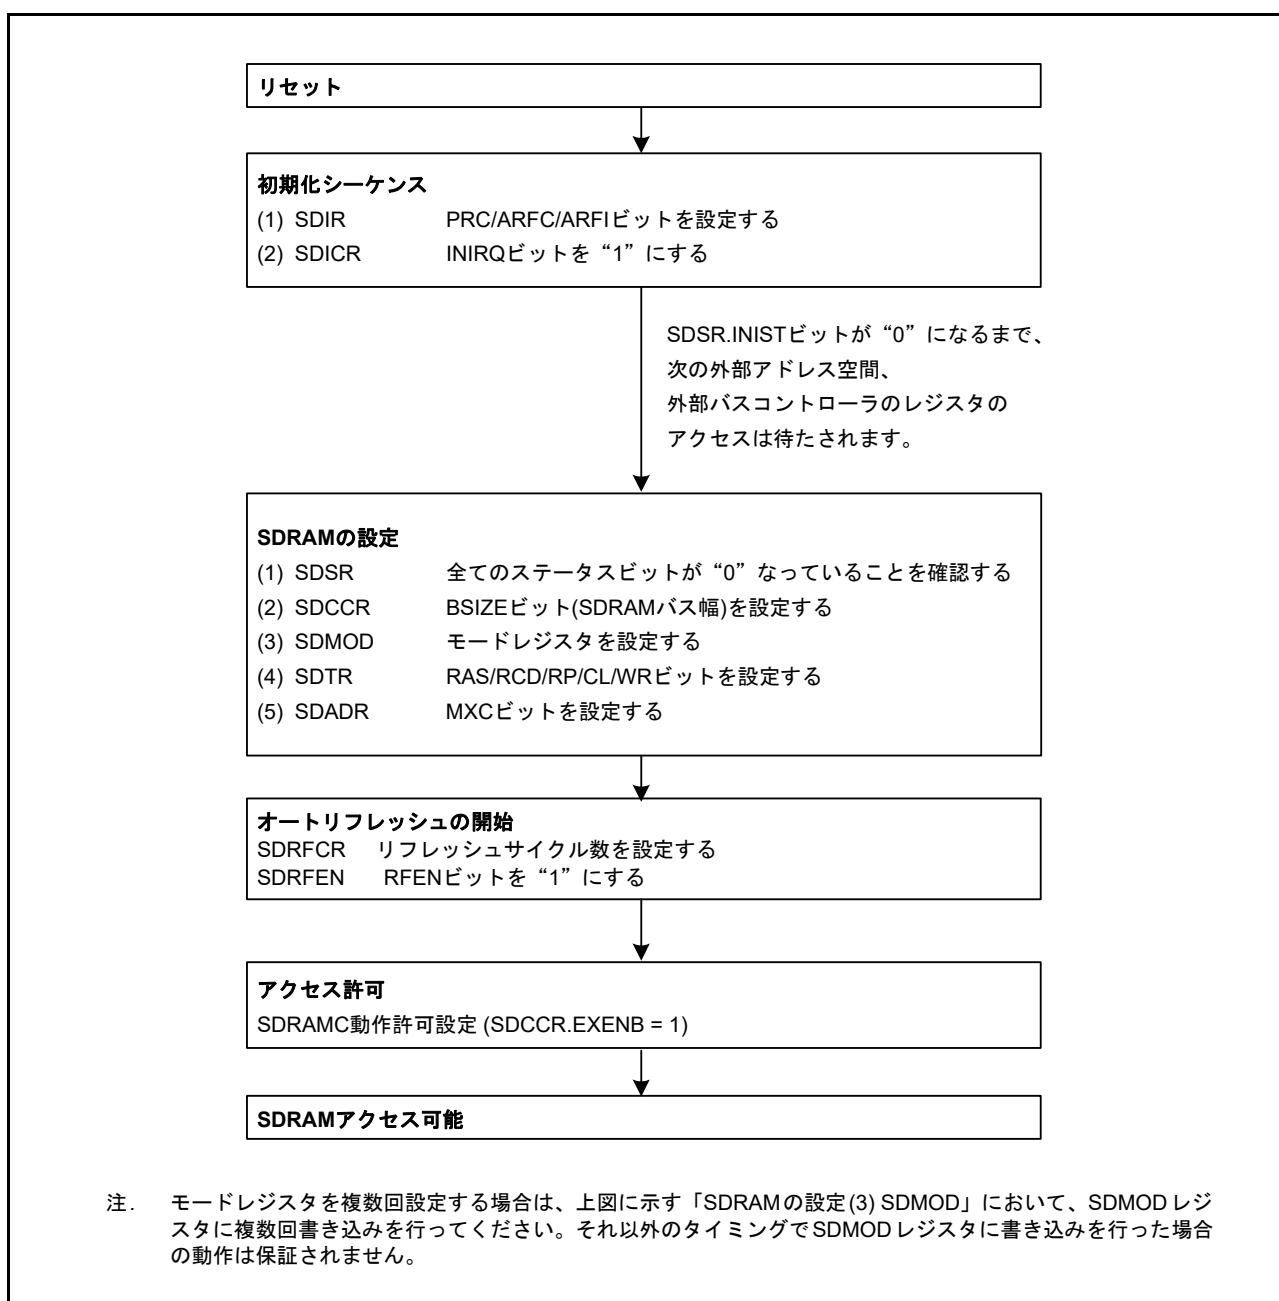 リセット
初期化シーケンス
(1) SDIR PRC/ARFC/ARFIビットを設定する
(2) SDICR INIRQビットを“1”にする
SDSR.INISTビットが“0”になるまで、
次の外部アドレス空間、
外部バスコントローラのレジスタの
アクセスは待たされます。
SDRAMの設定
(1) SDSR 全てのステータスビットが“0”なっていることを確認する
(2) SDCCR BSIZEビット(SDRAMバス幅)を設定する
(3) SDMOD モードレジスタを設定する
(4) SDTR RAS/RCD/RP/CL/WRビットを設定する
(5) SDADR MXCビットを設定する
オートリフレッシュの開始
SDRFCR リフレッシュサイクル数を設定する
SDRFEN RFENビットを“1”にする
アクセス許可
SDRAMC動作許可設定 (SDCCR.EXENB = 1)
SDRAMアクセス可能
注. モードレジスタを複数回設定する場合は、上図に示す「SDRAMの設定(3) SDMOD」において、SDMODレジ
スタに複数回書き込みを行ってください。それ以外のタイミングでSDMODレジスタに書き込みを行った場合
の動作は保証されません。